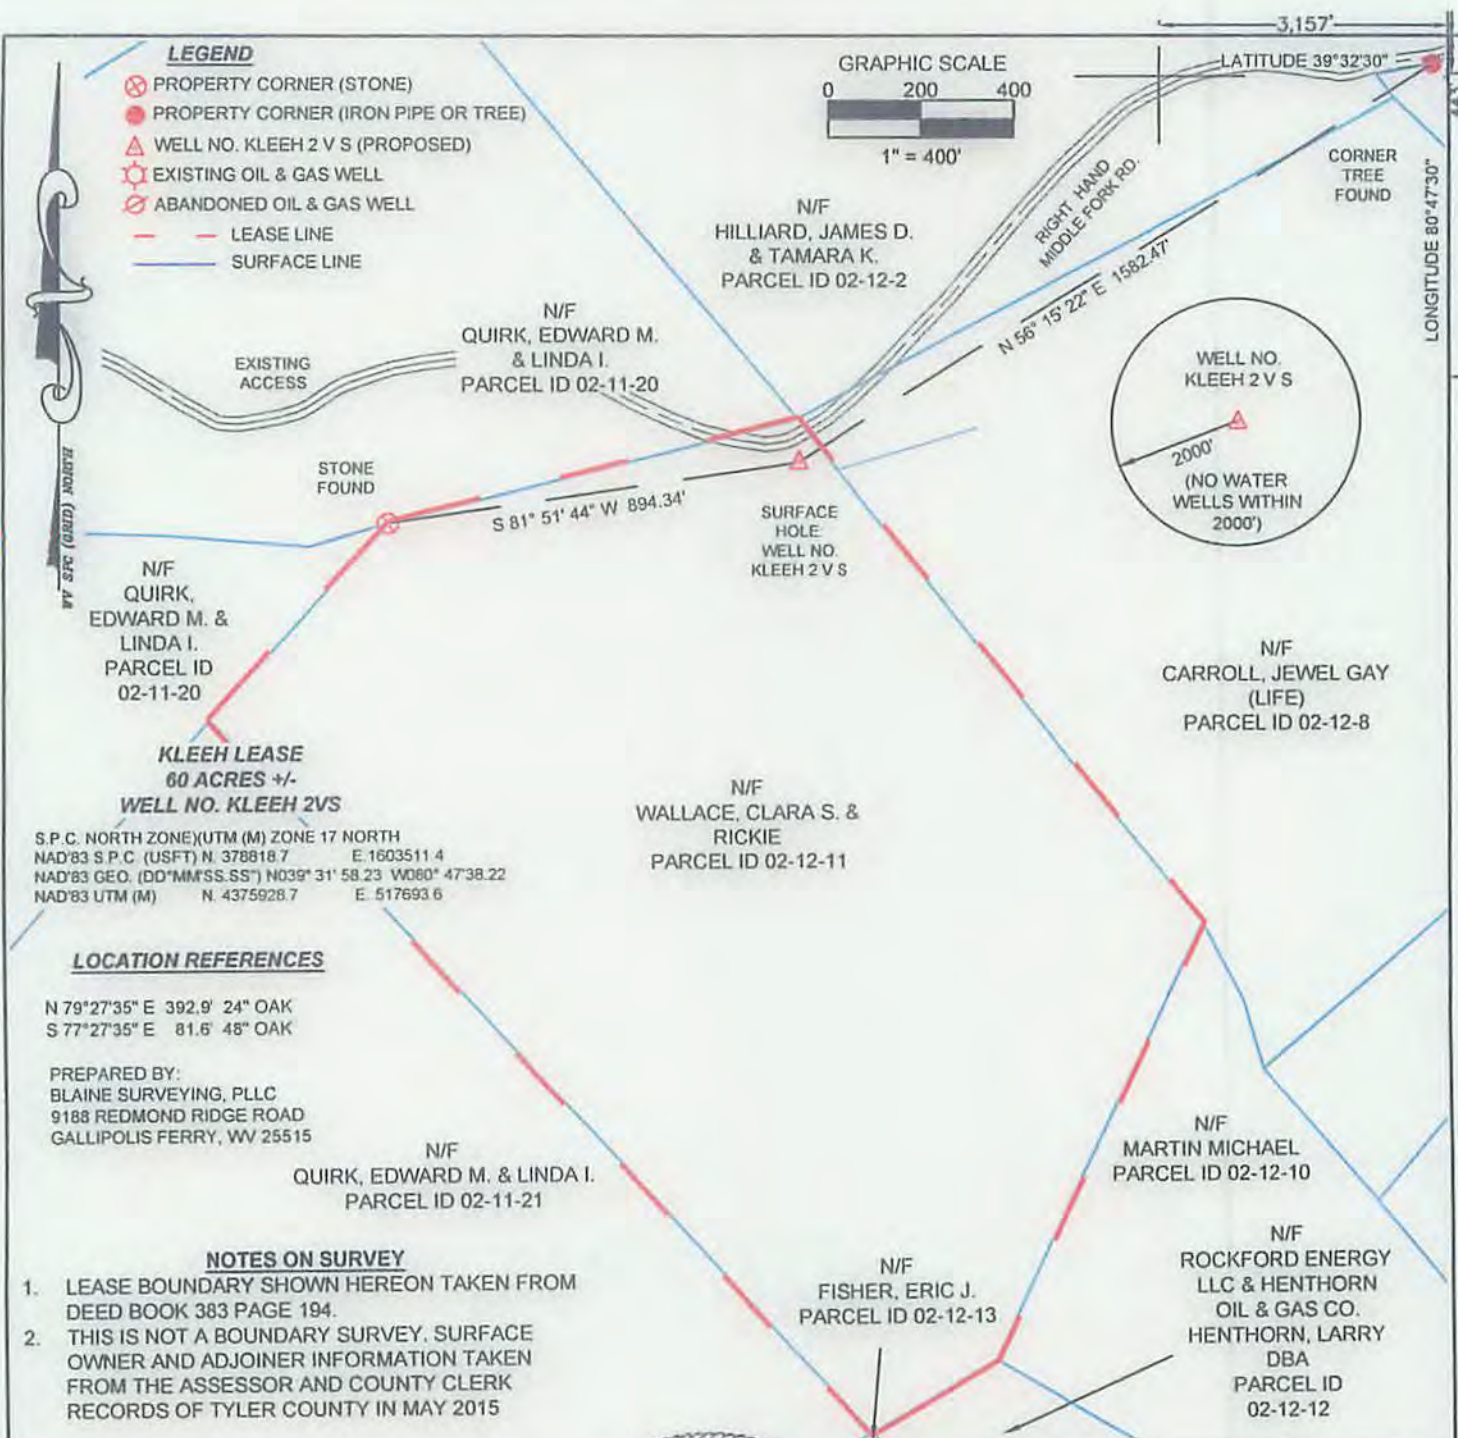 3,157'
LATITUDE 39°32'30"
LEGEND
PROPERTY CORNER (STONE)
PROPERTY CORNER (IRON PIPE OR TREE)
WELL NO. KLEEH 2 V S (PROPOSED)
EXISTING OIL & GAS WELL
ABANDONED OIL & GAS WELL
LEASE LINE
SURFACE LINE
GRAPHIC SCALE
0 200 400
1" = 400'
CORNER
TREE
FOUND
LONGITUDE 80°47'30"
RIGHT HAND
MIDDLE FORK RD.
N/F
HILLIARD, JAMES D.
& TAMARA K.
PARCEL ID 02-12-2
N 56° 15' 22" E 1582.47'
N/F
QUIRK, EDWARD M.
& LINDA I.
PARCEL ID 02-11-20
EXISTING
ACCESS
WELL NO.
KLEEH 2 V S
2000'
(NO WATER
WELLS WITHIN
2000')
STONE
FOUND
S 81° 51' 44" W 894.34'
SURFACE
HOLE
WELL NO.
KLEEH 2 V S
N/F
QUIRK,
EDWARD M. &
LINDA I.
PARCEL ID
02-11-20
N/F
CARROLL, JEWEL GAY
(LIFE)
PARCEL ID 02-12-8
KLEEH LEASE
60 ACRES +/-
WELL NO. KLEEH 2VS
S.P.C. NORTH ZONE)(UTM (M) ZONE 17 NORTH
NAD'83 S.P.C. (USFT) N. 378818.7 E.1603511.4
NAD'83 GEO. (DD°MM'SS.SS") N039° 31' 58.23 W080° 47'38.22
NAD'83 UTM (M) N. 4375928.7 E. 517693.6
N/F
WALLACE, CLARA S. &
RICKIE
PARCEL ID 02-12-11
LOCATION REFERENCES
N 79°27'35" E 392.9' 24" OAK
S 77°27'35" E 81.6' 48" OAK
PREPARED BY:
BLAINE SURVEYING, PLLC
9188 REDMOND RIDGE ROAD
GALLIPOLIS FERRY, WV 25515
N/F
QUIRK, EDWARD M. & LINDA I.
PARCEL ID 02-11-21
N/F
MARTIN MICHAEL
PARCEL ID 02-12-10
NOTES ON SURVEY
1. LEASE BOUNDARY SHOWN HEREON TAKEN FROM
DEED BOOK 383 PAGE 194.
2. THIS IS NOT A BOUNDARY SURVEY. SURFACE
OWNER AND ADJOINER INFORMATION TAKEN
FROM THE ASSESSOR AND COUNTY CLERK
RECORDS OF TYLER COUNTY IN MAY 2015
N/F
FISHER, ERIC J.
PARCEL ID 02-12-13
N/F
ROCKFORD ENERGY
LLC & HENTHORN
OIL & GAS CO.
HENTHORN, LARRY
DBA
PARCEL ID
02-12-12